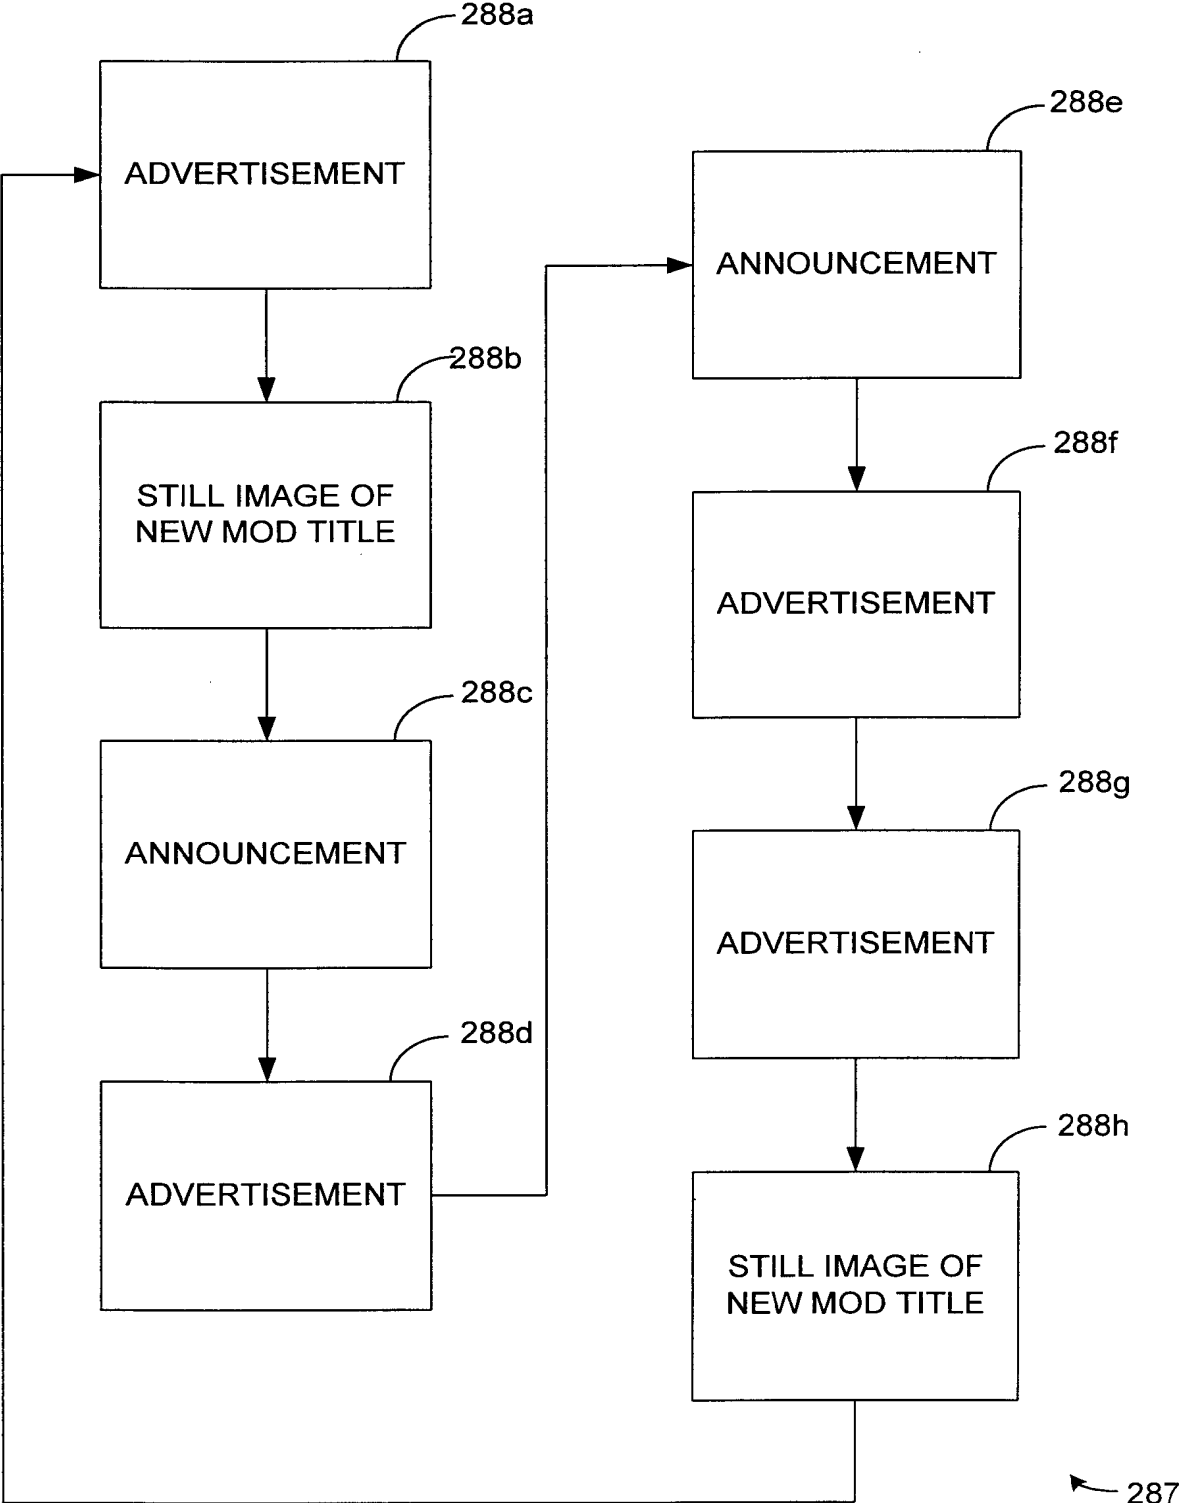 288a
ADVERTISEMENT
288b
STILL IMAGE OF
NEW MOD TITLE
288c
ANNOUNCEMENT
288d
ADVERTISEMENT
288e
ANNOUNCEMENT
288f
ADVERTISEMENT
288g
ADVERTISEMENT
288h
STILL IMAGE OF
NEW MOD TITLE
287